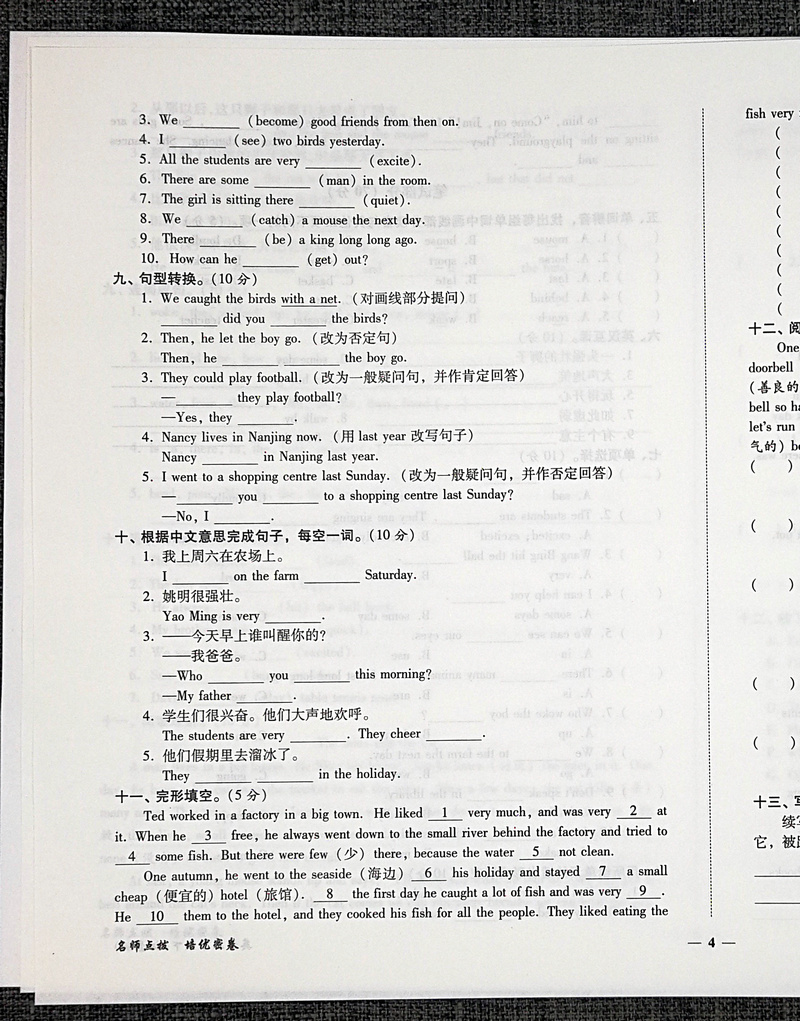 3. We ________ (become) good friends from then on.
4. I ________ (see) two birds yesterday.
5. All the students are very ________ (excite).
6. There are some ________ (man) in the room.
7. The girl is sitting there ________ (quiet).
8. We ________ (catch) a mouse the next day.
9. There ________ (be) a king long long ago.
10. How can he ________ (get) out?
九、句型转换。(10 分)
1. We caught the birds with a net. (对画线部分提问)
________ did you ________ the birds?
2. Then, he let the boy go. (改为否定句)
Then, he ________ ________ the boy go.
3. They could play football. (改为一般疑问句，并作肯定回答)
—________ they play football?
—Yes, they ________.
4. Nancy lives in Nanjing now. (用 last year 改写句子)
Nancy ________ in Nanjing last year.
5. I went to a shopping centre last Sunday. (改为一般疑问句，并作否定回答)
—________ you ________ to a shopping centre last Sunday?
—No, I ________.
十、根据中文意思完成句子，每空一词。(10 分)
1. 我上周六在农场上。
I ________ on the farm ________ Saturday.
2. 姚明很强壮。
Yao Ming is very ________.
3. ——今天早上谁叫醒你的?
——我爸爸。
—Who ________ you ________ this morning?
—My father ________.
4. 学生们很兴奋。他们大声地欢呼。
The students are very ________. They cheer ________.
5. 他们假期里去溜冰了。
They ________ ________ in the holiday.
十一、完形填空。(5 分)
Ted worked in a factory in a big town. He liked 1 very much, and was very 2 at
it. When he 3 free, he always went down to the small river behind the factory and tried to
4 some fish. But there were few (少) there, because the water 5 not clean.
One autumn, he went to the seaside (海边) 6 his holiday and stayed 7 a small
cheap (便宜的) hotel (旅馆). 8 the first day he caught a lot of fish and was very 9 .
He 10 them to the hotel, and they cooked his fish for all the people. They liked eating the
名师点拨 培优密卷
— 4 —
fish very
(
(
(
(
(
(
(
(
(
(
十二、阅
One
doorbell
(善良的
bell so h
let's run
气的) b
( )
( )
( )
( )
( )
十三、写
续写
它，被